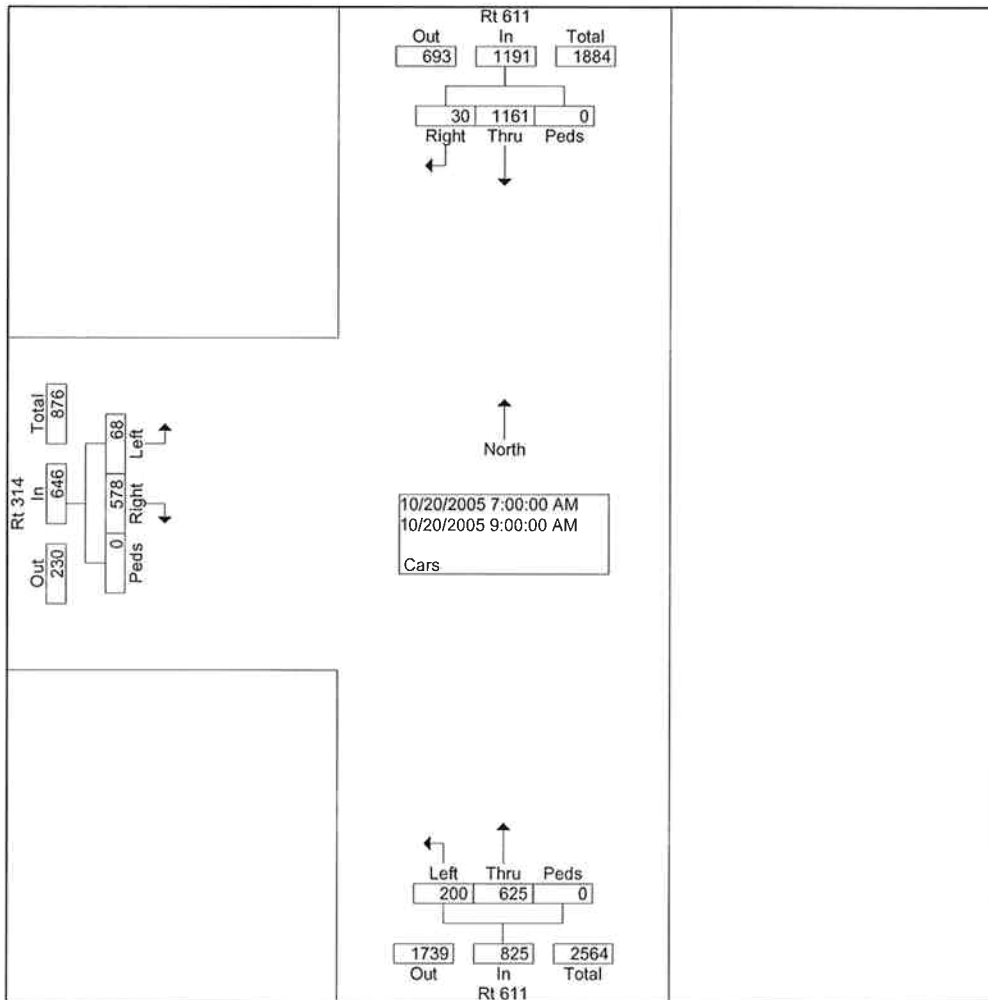 Rt 611
Out In Total
693 1191 1884
30 1161 0
Right Thru Peds
Rt 314
Out In Total
230 646 876
0 578 68
Peds Right Left
North
10/20/2005 7:00:00 AM
10/20/2005 9:00:00 AM
Cars
Left Thru Peds
200 625 0
1739 825 2564
Out In Total
Rt 611